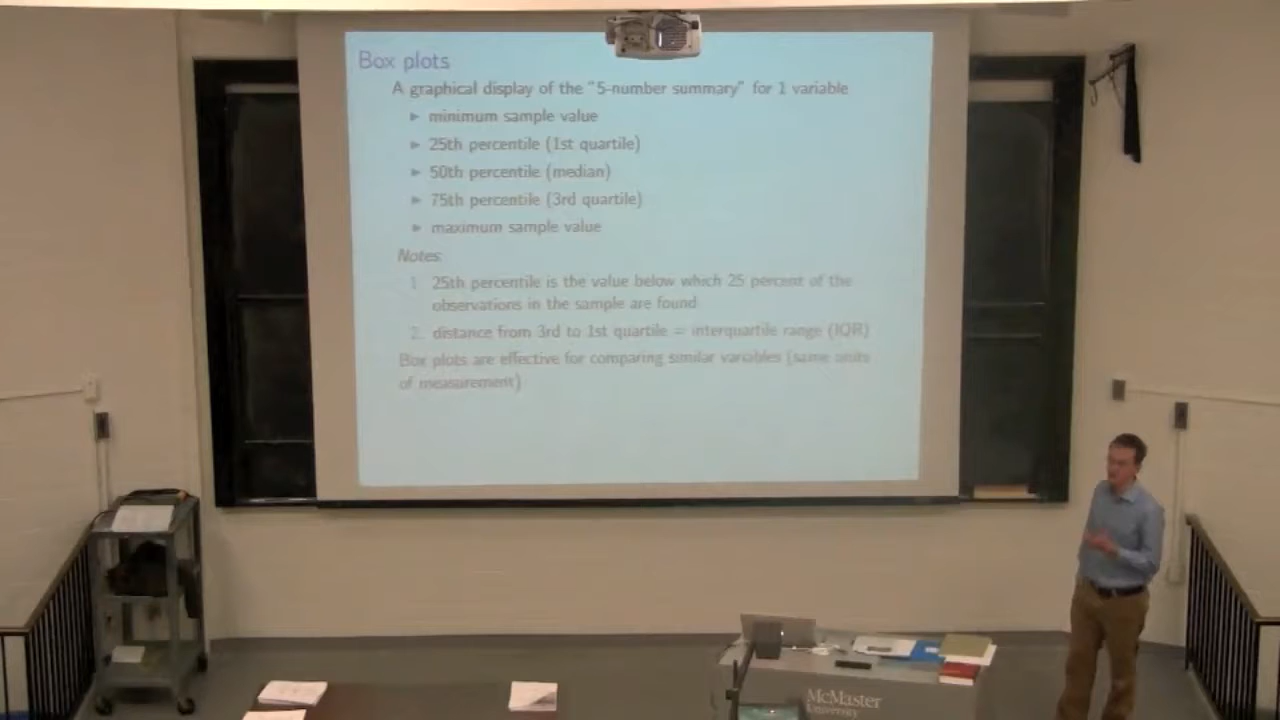 Box plots
A graphical display of the "5-number summary" for 1 variable
► minimum sample value
► 25th percentile (1st quartile)
► 50th percentile (median)
► 75th percentile (3rd quartile)
► maximum sample value
Notes
1 25th percentile is the value below which 25 percent of the
observations in the sample are found
2 distance from 3rd to 1st quartile = interquartile range (IQR)
Box plots are effective for comparing similar variables (same units
of measurement)
McMaster
University